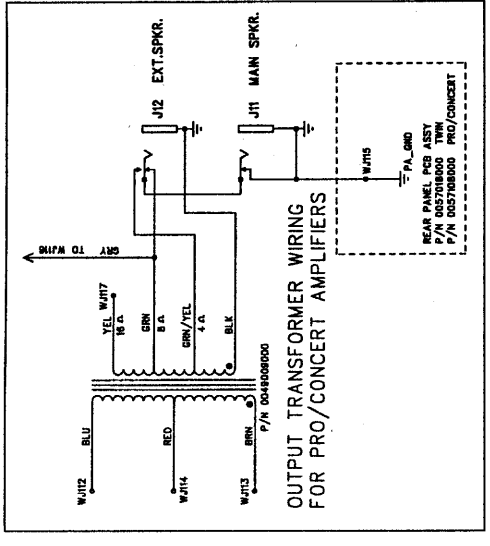 EXT.SPKR.
J12
MAIN SPKR.
J11
GRY TO WJ116
WJ117
YEL
16 Ω
GRN
8 Ω
GRN/YEL
4 Ω
BLK
BLU
WJ112
RED
WJ114
BRN
WJ113
P/N 0049009000
WJ115
PA_GND
REAR PANEL PCB ASSY
P/N 005701B000 TWIN
P/N 005710B000 PRO/CONCERT
OUTPUT TRANSFORMER WIRING
FOR PRO/CONCERT AMPLIFIERS